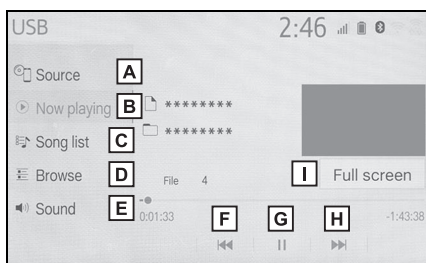 USB 2:46
Source A
Now playing B ********
Song list C ********
Browse D File 4 I Full screen
Sound E
0:01:33 F G H -1:43:38